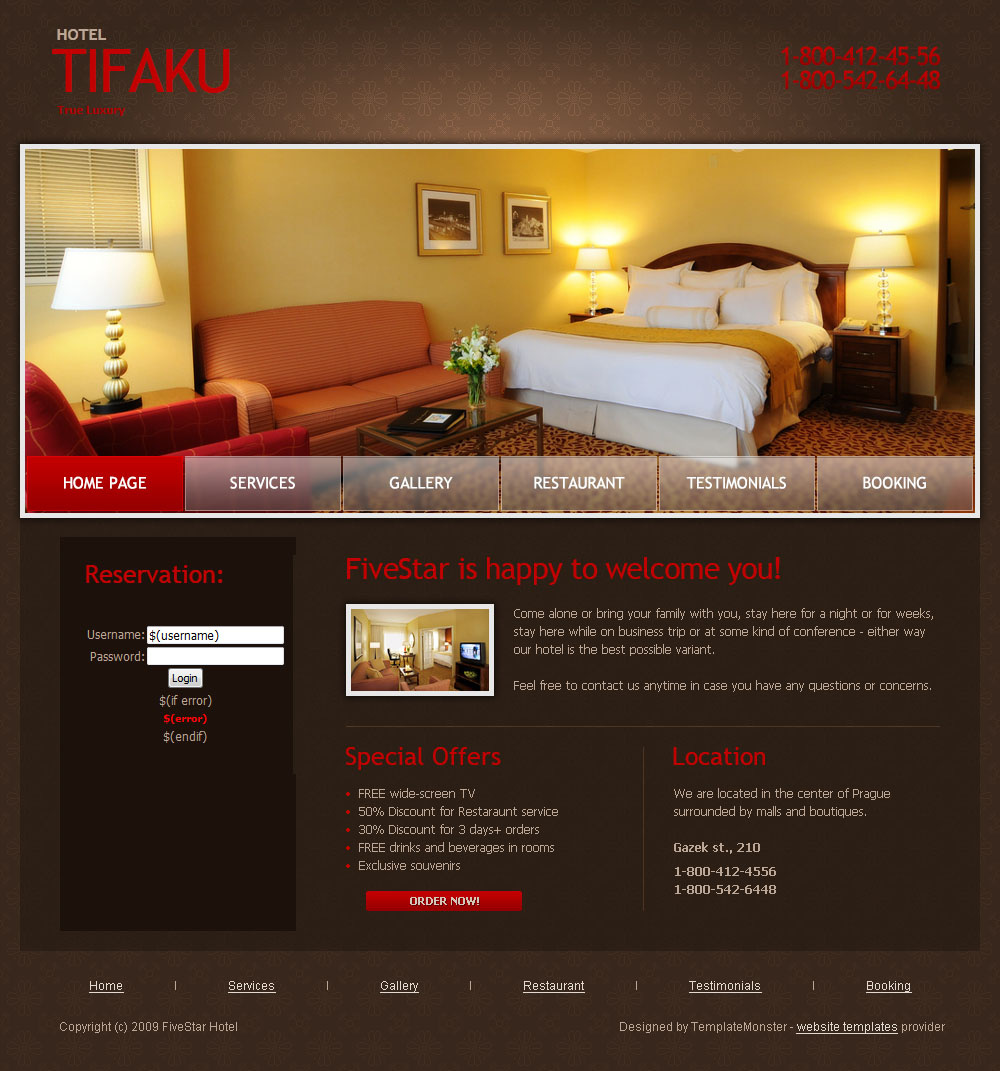 HOTEL
TIFAKU
True Luxury
1-800-412-45-56
1-800-542-64-48
HOME PAGE
SERVICES
GALLERY
RESTAURANT
TESTIMONIALS
BOOKING
Reservation:
Username: $(username)
Password:
Login
$(if error)
$(error)
$(endif)
FiveStar is happy to welcome you!
Come alone or bring your family with you, stay here for a night or for weeks,
stay here while on business trip or at some kind of conference - either way
our hotel is the best possible variant.
Feel free to contact us anytime in case you have any questions or concerns.
Special Offers
• FREE wide-screen TV
• 50% Discount for Restaraunt service
• 30% Discount for 3 days+ orders
• FREE drinks and beverages in rooms
• Exclusive souvenirs
ORDER NOW!
Location
We are located in the center of Prague
surrounded by malls and boutiques.
Gazek st., 210
1-800-412-4556
1-800-542-6448
Home | Services | Gallery | Restaurant | Testimonials | Booking
Copyright (c) 2009 FiveStar Hotel
Designed by TemplateMonster - website templates provider